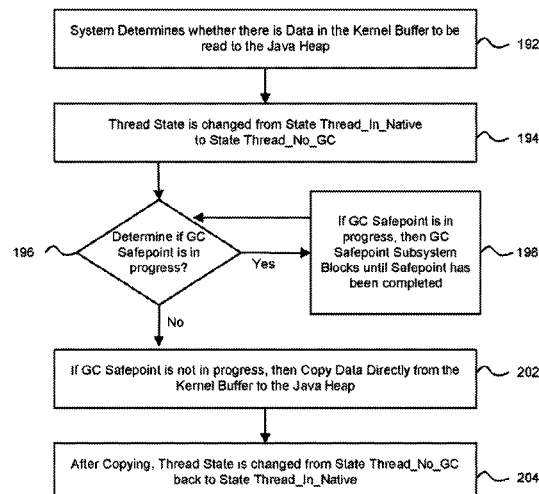 System Determines whether there is Data in the Kernel Buffer to be
read to the Java Heap
192
Thread State is changed from State Thread_In_Native
to State Thread_No_GC
194
Determine if GC
Safepoint is in
progress?
196
Yes
If GC Safepoint is in
progress, then GC
Safepoint Subsystem
Blocks until Safepoint has
been completed
198
No
If GC Safepoint is not in progress, then Copy Data Directly from the
Kernel Buffer to the Java Heap
202
After Copying, Thread State is changed from State Thread_No_GC
back to State Thread_In_Native
204